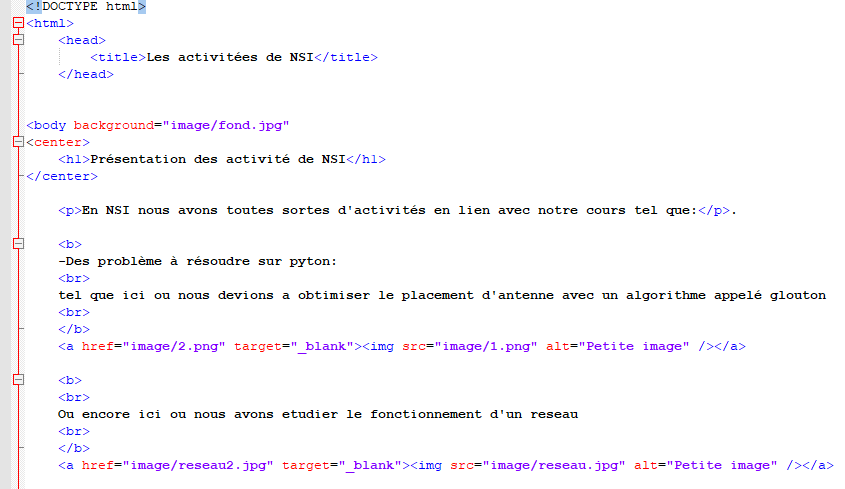 <!DOCTYPE html>
<html>
<head>
<title>Les activitées de NSI</title>
</head>
<body background="image/fond.jpg"
<center>
<h1>Présentation des activité de NSI</h1>
</center>
<p>En NSI nous avons toutes sortes d'activités en lien avec notre cours tel que:</p>.
<b>
-Des problème à résoudre sur pyton:
<br>
tel que ici ou nous devions a obtimiser le placement d'antenne avec un algorithme appelé glouton
<br>
</b>
<a href="image/2.png" target="_blank"><img src="image/1.png" alt="Petite image" /></a>
<b>
<br>
Ou encore ici ou nous avons etudier le fonctionnement d'un reseau
<br>
</b>
<a href="image/reseau2.jpg" target="_blank"><img src="image/reseau.jpg" alt="Petite image" /></a>